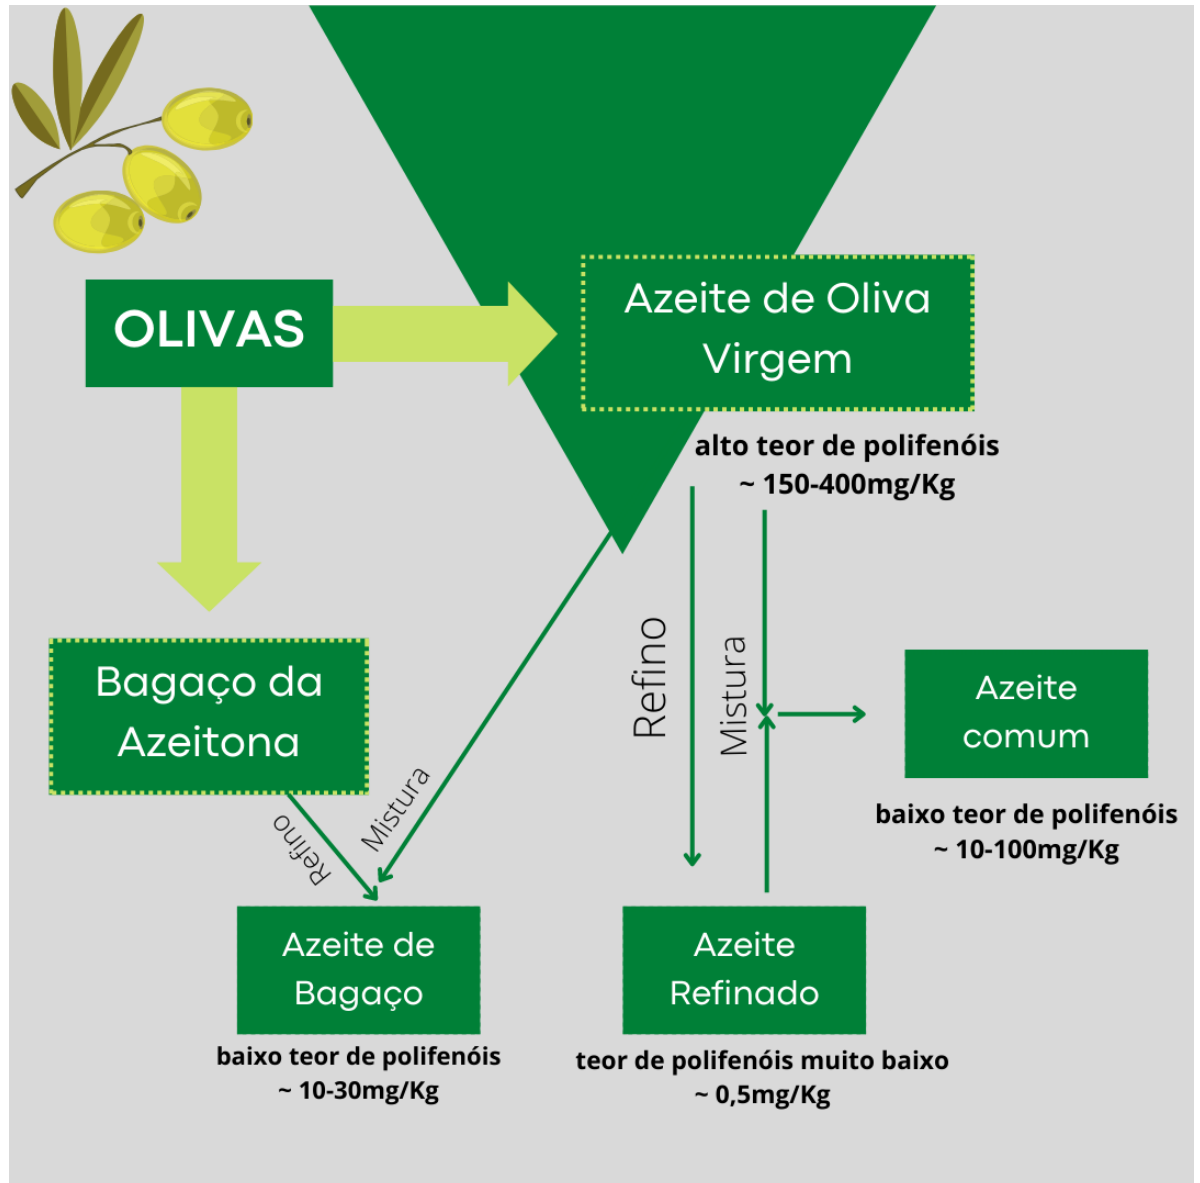 OLIVAS
Azeite de Oliva
Virgem
alto teor de polifenóis
~ 150-400mg/Kg
Bagaço da
Azeitona
Refino
Mistura
Refino
Mistura
Azeite
comum
baixo teor de polifenóis
~ 10-100mg/Kg
Azeite de
Bagaço
baixo teor de polifenóis
~ 10-30mg/Kg
Azeite
Refinado
teor de polifenóis muito baixo
~ 0,5mg/Kg